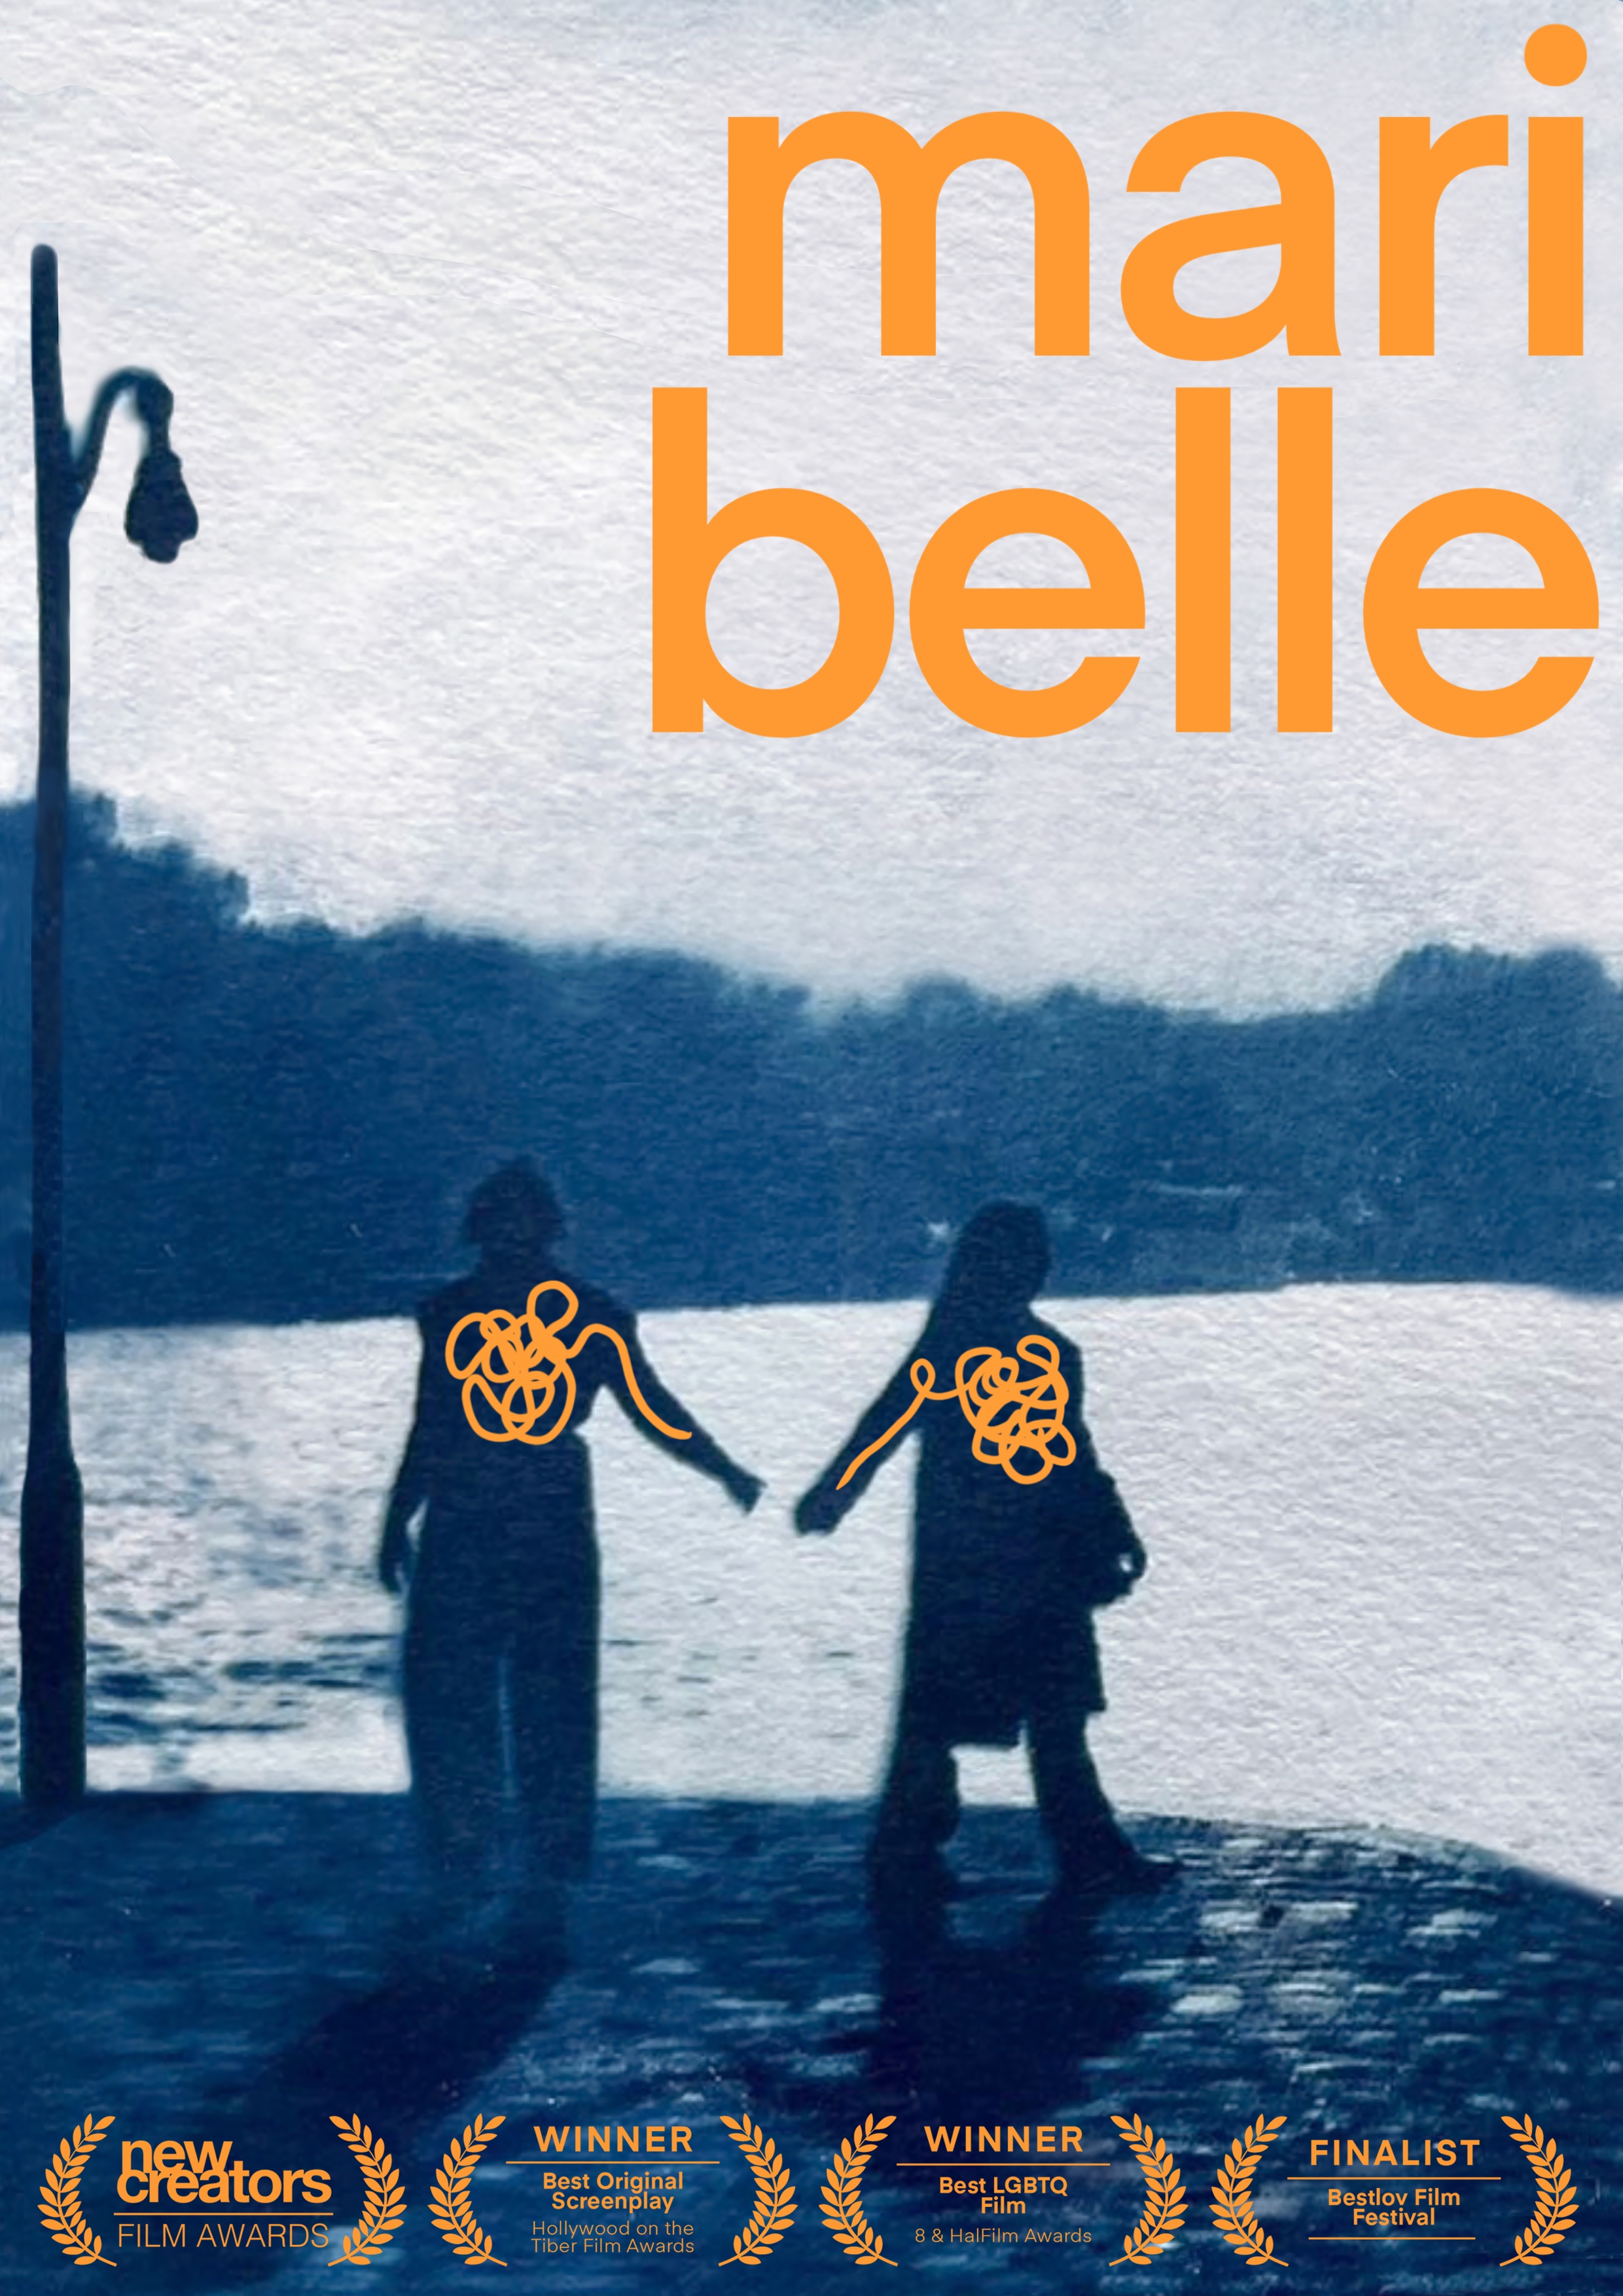 mari
belle
new
creators
FILM AWARDS
WINNER
Best Original
Screenplay
Hollywood on the
Tiber Film Awards
WINNER
Best LGBTQ
Film
8 & HalFilm Awards
FINALIST
Bestlov Film
Festival